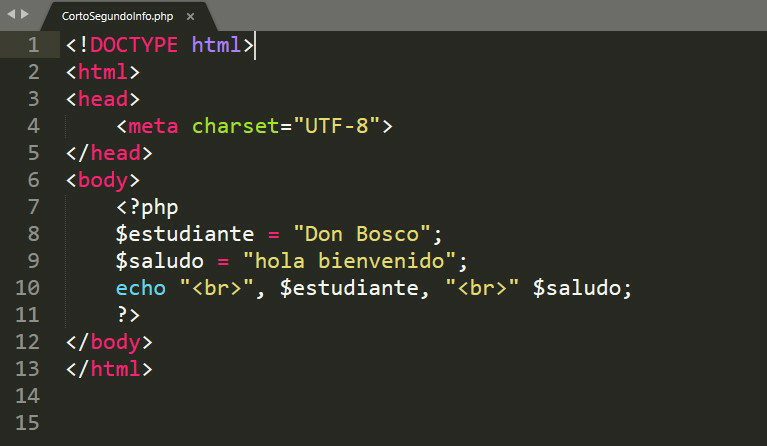 CortoSegundoInfo.php ×
1 <!DOCTYPE html>
2 <html>
3 <head>
4     <meta charset="UTF-8">
5 </head>
6 <body>
7     <?php
8     $estudiante = "Don Bosco";
9     $saludo = "hola bienvenido";
10     echo "<br>", $estudiante, "<br>" $saludo;
11     ?>
12 </body>
13 </html>
14
15